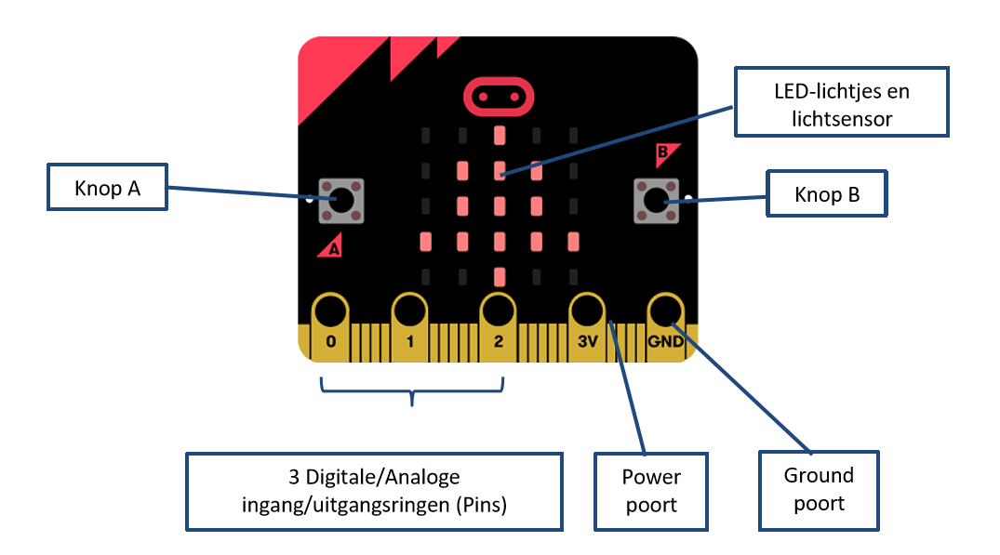 LED-lichtjes en
lichtsensor
B
Knop A
Knop B
A
0 1 2 3V GND
3 Digitale/Analoge
ingang/uitgangsringen (Pins)
Power
poort
Ground
poort